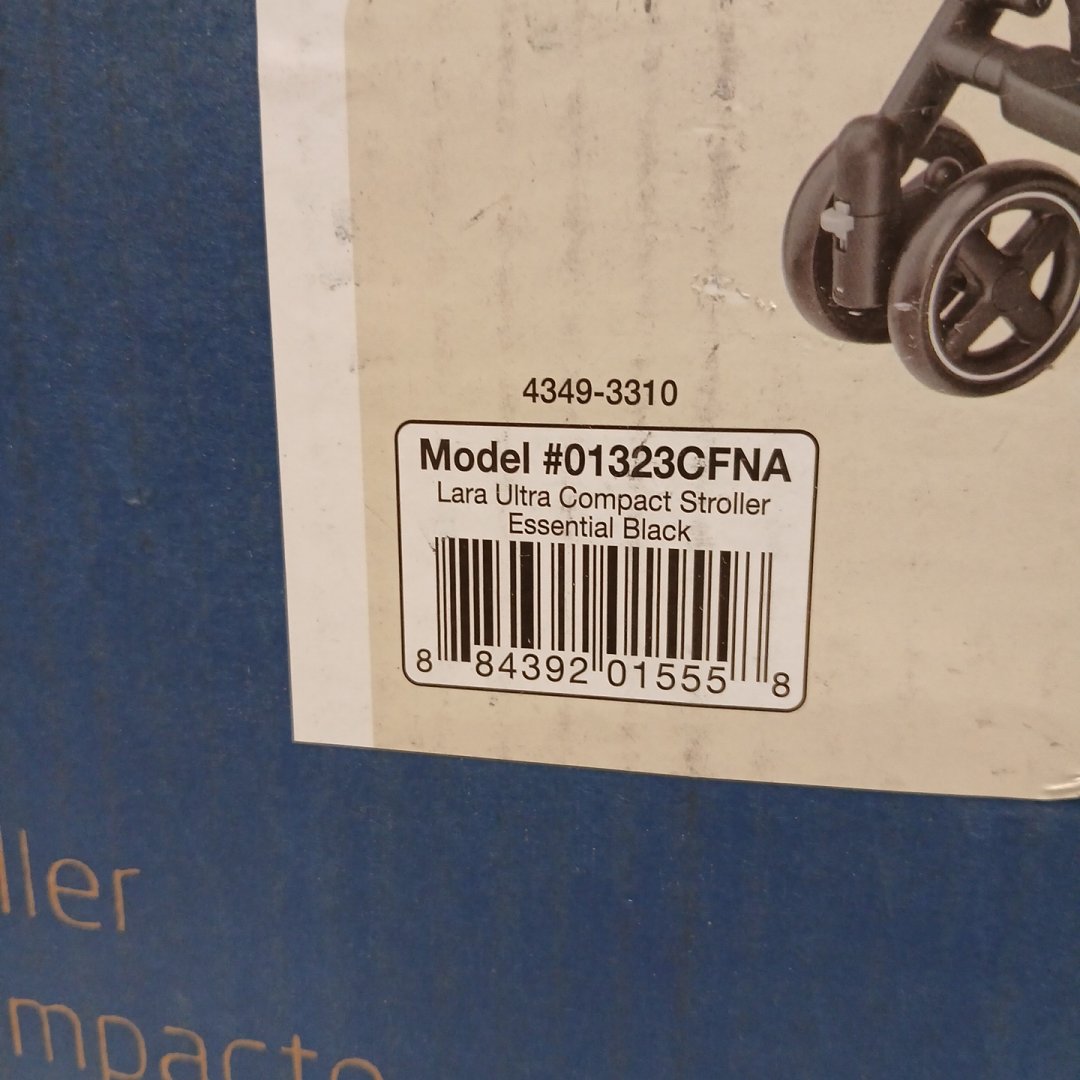 4349-3310
Model #01323CFNA
Lara Ultra Compact Stroller
Essential Black
8 84392 01555 8
ller
mpacto